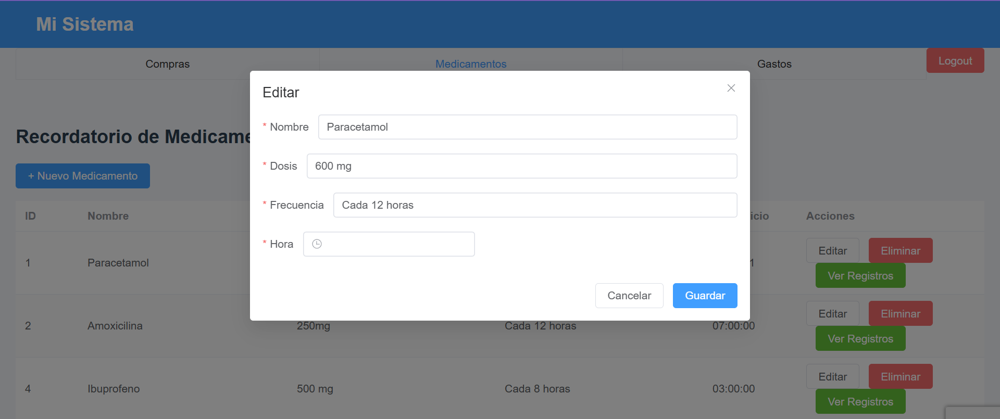 Mi Sistema
Compras
Medicamentos
Gastos
Logout
Editar
* Nombre Paracetamol
* Dosis 600 mg
* Frecuencia Cada 12 horas
* Hora
Cancelar Guardar
Recordatorio de Medicame
+ Nuevo Medicamento
ID Nombre icio Acciones
1 Paracetamol 1 Editar Eliminar
Ver Registros
2 Amoxicilina 250mg Cada 12 horas 07:00:00 Editar Eliminar
Ver Registros
4 Ibuprofeno 500 mg Cada 8 horas 03:00:00 Editar Eliminar
Ver Registros